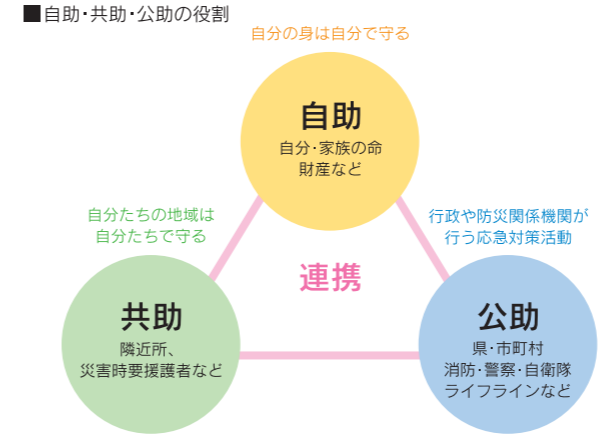 ■自助・共助・公助の役割
自分の身は自分で守る
自助
自分・家族の命
財産など
自分たちの地域は
自分たちで守る
行政や防災関係機関が
行う応急対策活動
連携
共助
隣近所、
災害時要援護者など
公助
県・市町村
消防・警察・自衛隊
ライフラインなど